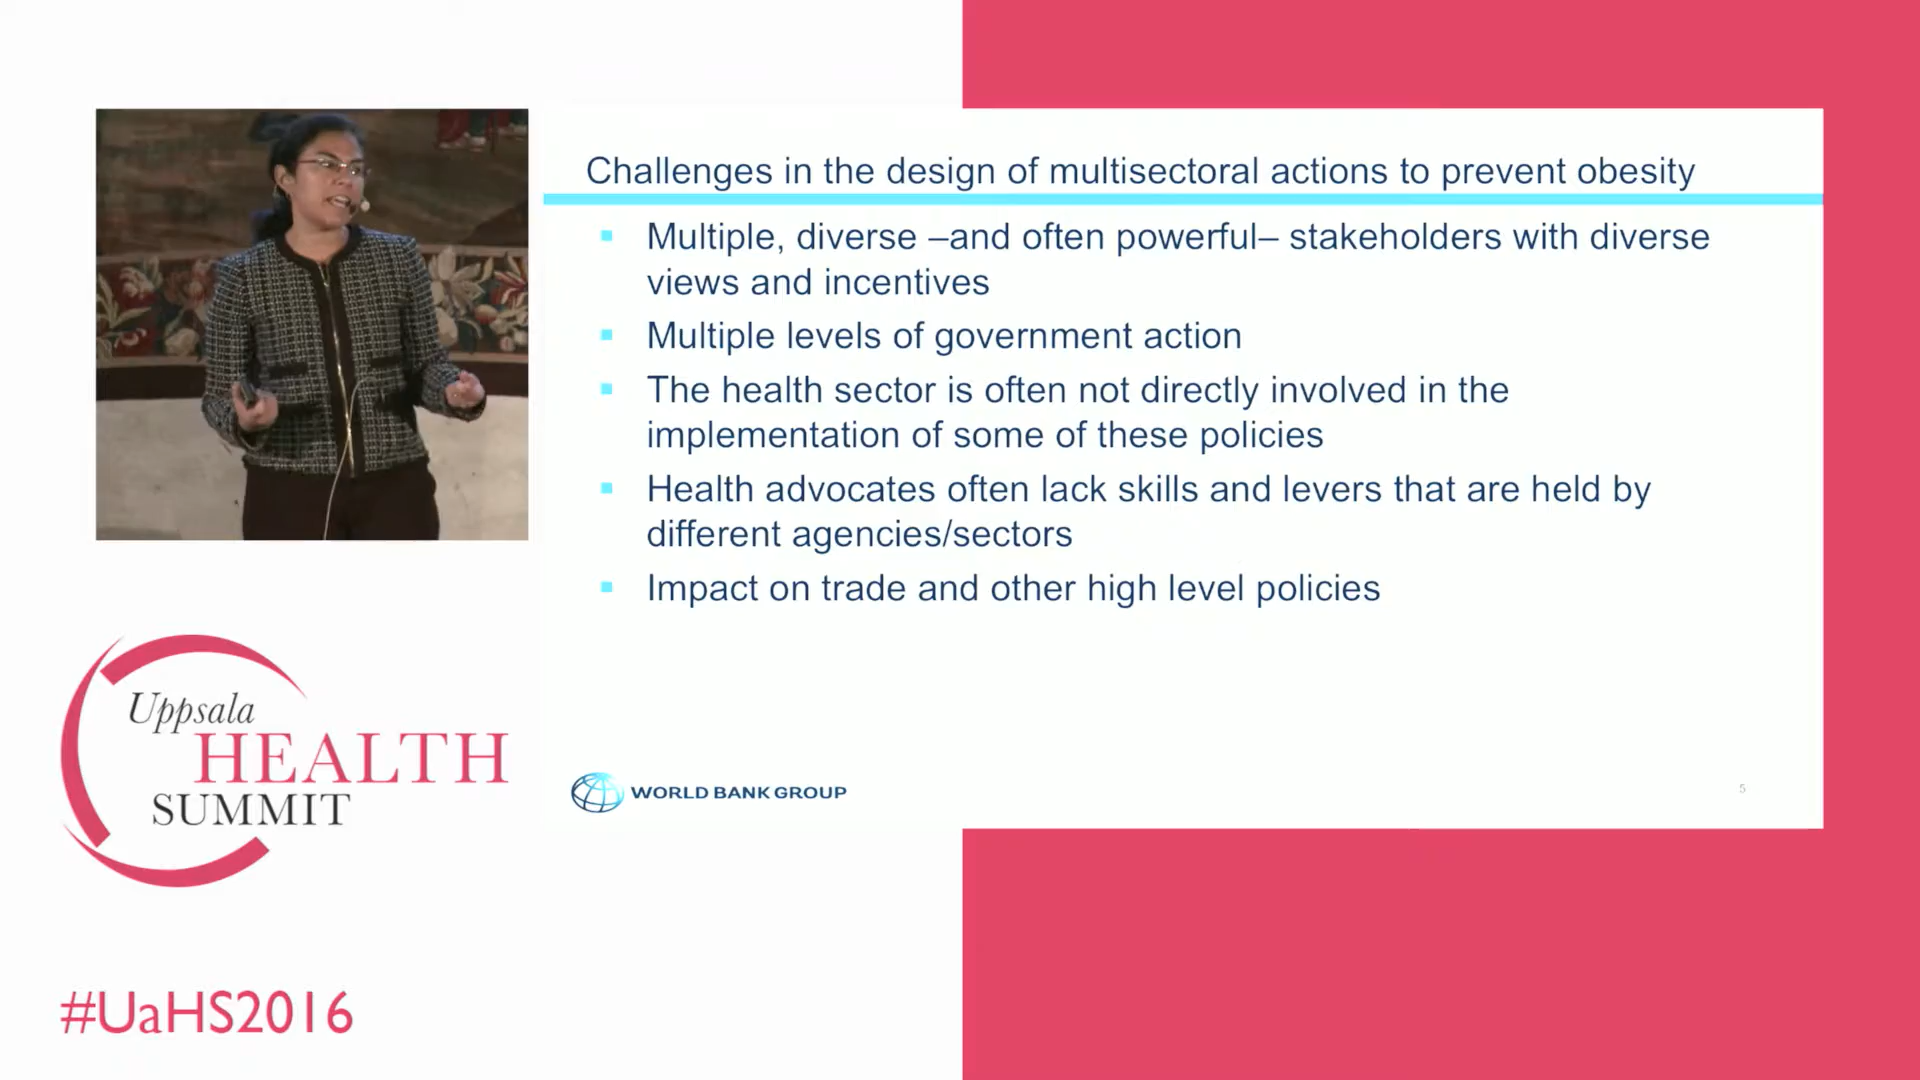 Challenges in the design of multisectoral actions to prevent obesity
▪ Multiple, diverse –and often powerful– stakeholders with diverse
views and incentives
▪ Multiple levels of government action
▪ The health sector is often not directly involved in the
implementation of some of these policies
▪ Health advocates often lack skills and levers that are held by
different agencies/sectors
▪ Impact on trade and other high level policies
WORLD BANK GROUP
5
Uppsala
HEALTH
SUMMIT
#UaHS2016